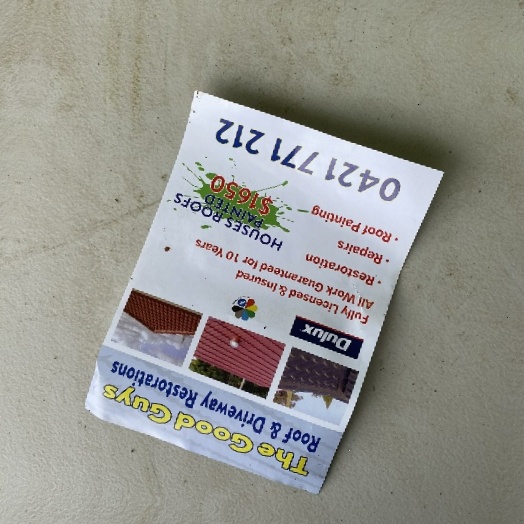 The Good Guys
Roof & Driveway Restorations
Dulux
Fully Licensed & Insured
All Work Guaranteed for 10 Years
• Restoration
• Repairs
• Roof Painting
HOUSES ROOFS
PAINTED
$1650
0421 771 212